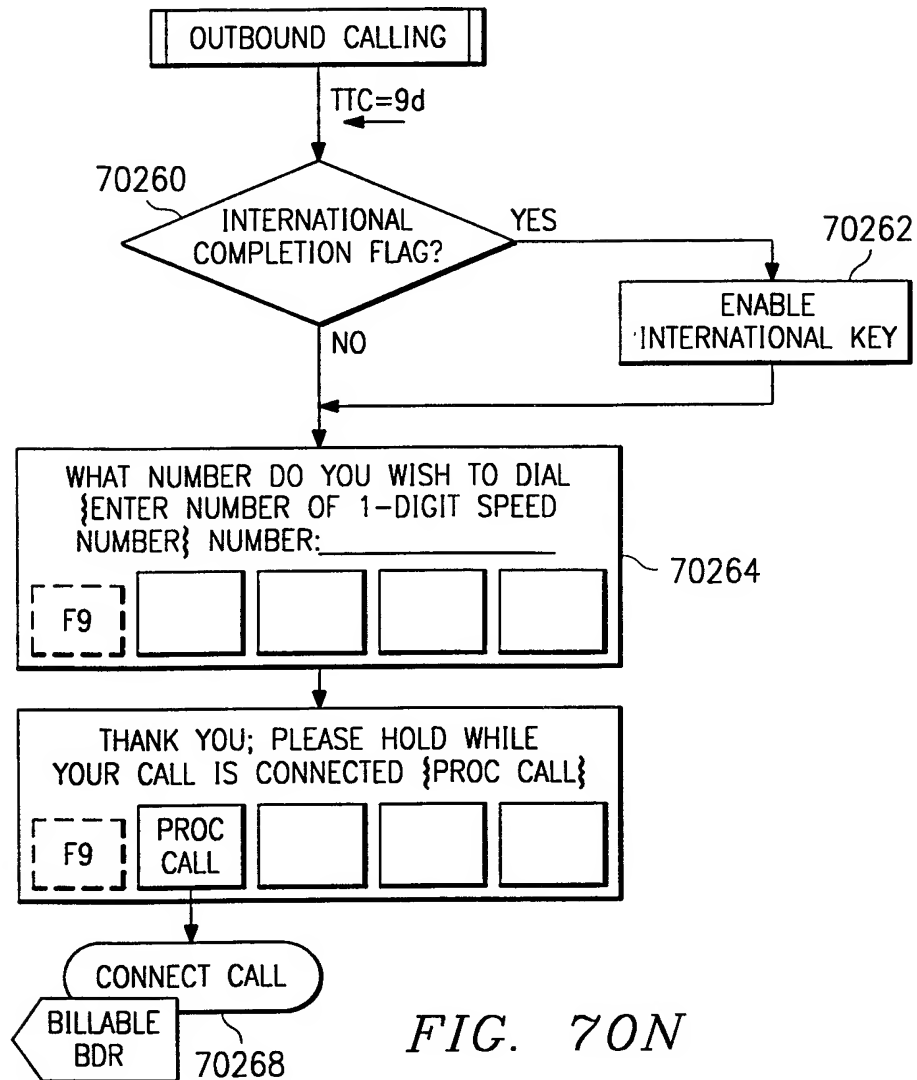 OUTBOUND CALLING
TTC=9d
70260
INTERNATIONAL
COMPLETION FLAG?
YES
70262
ENABLE
INTERNATIONAL KEY
NO
WHAT NUMBER DO YOU WISH TO DIAL
{ENTER NUMBER OF 1-DIGIT SPEED
NUMBER} NUMBER:
70264
F9
THANK YOU; PLEASE HOLD WHILE
YOUR CALL IS CONNECTED {PROC CALL}
F9
PROC
CALL
CONNECT CALL
BILLABLE
BDR
70268
FIG. 70N